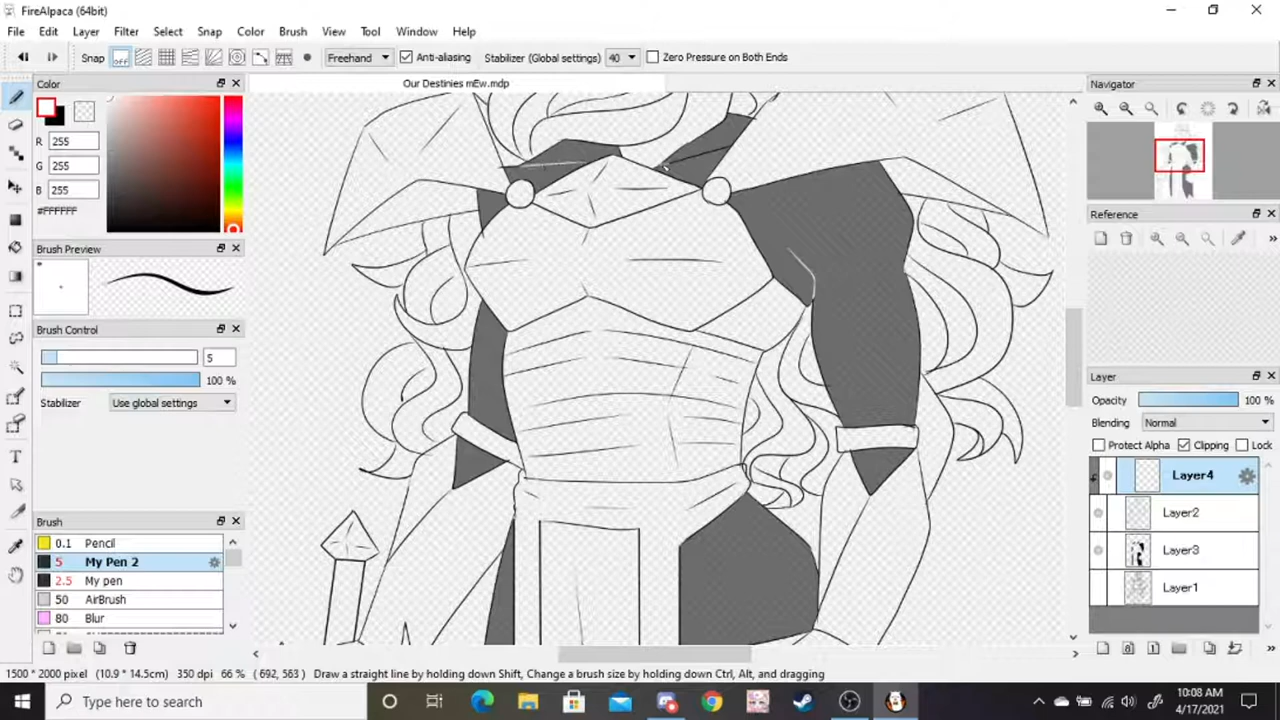 FireAlpaca (64bit)
File Edit Layer Filter Select Snap Color Brush View Tool Window Help
Snap OFF Freehand Anti-aliasing Stabilizer (Global settings) 40 Zero Pressure on Both Ends
Color
Our Destinies mEw.mdp
Navigator
R 255
G 255
B 255
#FFFFFF
Reference
Brush Preview
Brush Control
5
100 %
Stabilizer Use global settings
Layer
Opacity 100 %
Blending Normal
Protect Alpha Clipping Lock
Layer4
Layer2
Layer3
Layer1
Brush
0.1 Pencil
5 My Pen 2
2.5 My pen
50 AirBrush
80 Blur
1500 * 2000 pixel (10.9 * 14.5cm) 350 dpi 66 % ( 692, 563 ) Draw a straight line by holding down Shift, Change a brush size by holding down Ctrl, Alt, and dragging
Type here to search
10:08 AM
4/17/2021